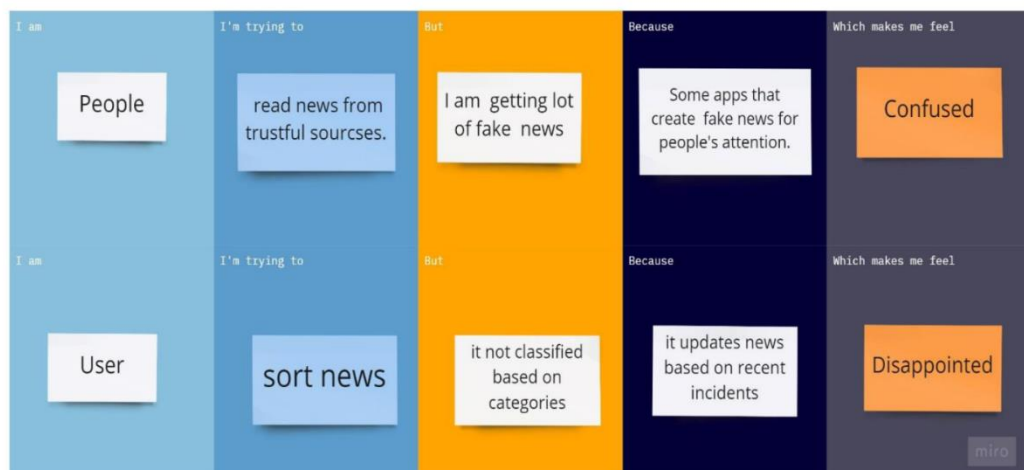 I am
I'm trying to
But
Because
Which makes me feel
People
read news from
trustful sourcses.
I am getting lot
of fake news
Some apps that
create fake news for
people's attention.
Confused
I am
I'm trying to
But
Because
Which makes me feel
User
sort news
it not classified
based on
categories
it updates news
based on recent
incidents
Disappointed
miro